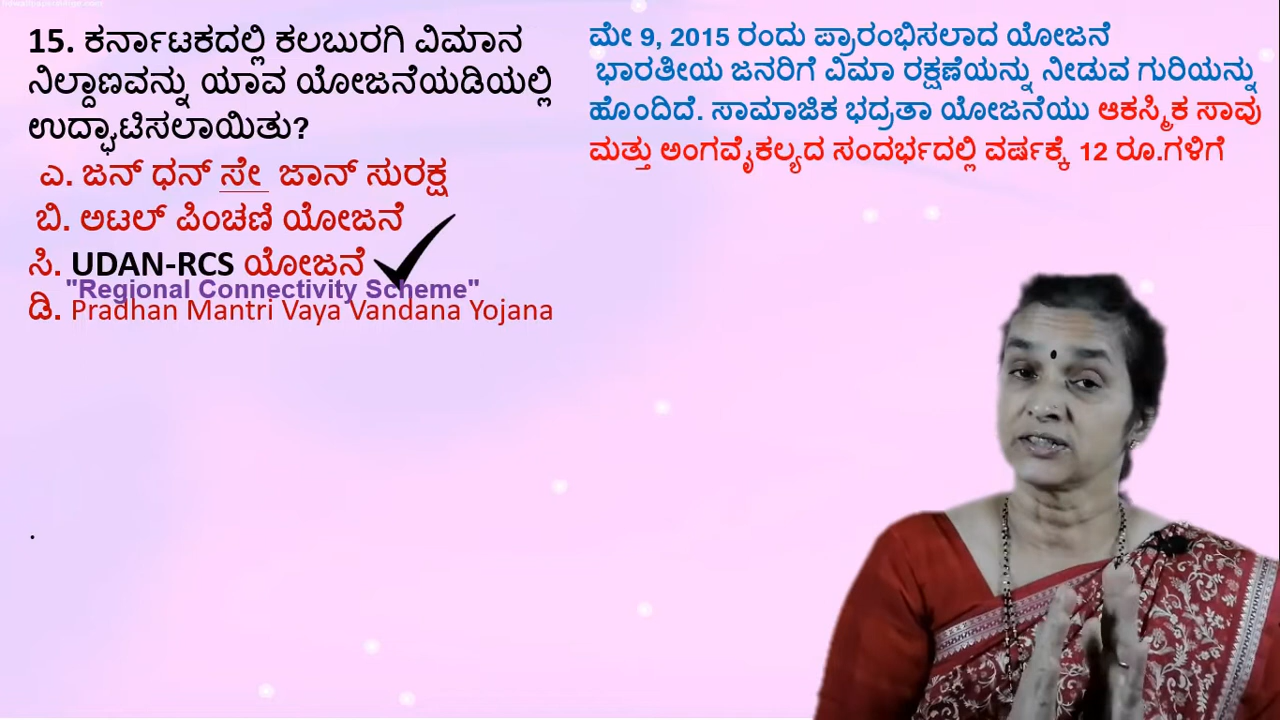 15. ಕರ್ನಾಟಕದಲ್ಲಿ ಕಲಬುರಗಿ ವಿಮಾನ
ನಿಲ್ದಾಣವನ್ನು ಯಾವ ಯೋಜನೆಯಡಿಯಲ್ಲಿ
ಉದ್ಘಾಟಿಸಲಾಯಿತು?
ಎ. ಜನ್ ಧನ್ ಸೇ ಜಾನ್ ಸುರಕ್ಷ
ಬಿ. ಅಟಲ್ ಪಿಂಚಣಿ ಯೋಜನೆ
ಸಿ. UDAN-RCS ಯೋಜನೆ
"Regional Connectivity Scheme"
ಡಿ. Pradhan Mantri Vaya Vandana Yojana
.
ಮೇ 9, 2015 ರಂದು ಪ್ರಾರಂಭಿಸಲಾದ ಯೋಜನೆ
ಭಾರತೀಯ ಜನರಿಗೆ ವಿಮಾ ರಕ್ಷಣೆಯನ್ನು ನೀಡುವ ಗುರಿಯನ್ನು
ಹೊಂದಿದೆ. ಸಾಮಾಜಿಕ ಭದ್ರತಾ ಯೋಜನೆಯು ಆಕಸ್ಮಿಕ ಸಾವು
ಮತ್ತು ಅಂಗವೈಕಲ್ಯದ ಸಂದರ್ಭದಲ್ಲಿ ವರ್ಷಕ್ಕೆ 12 ರೂ.ಗಳಿಗೆ